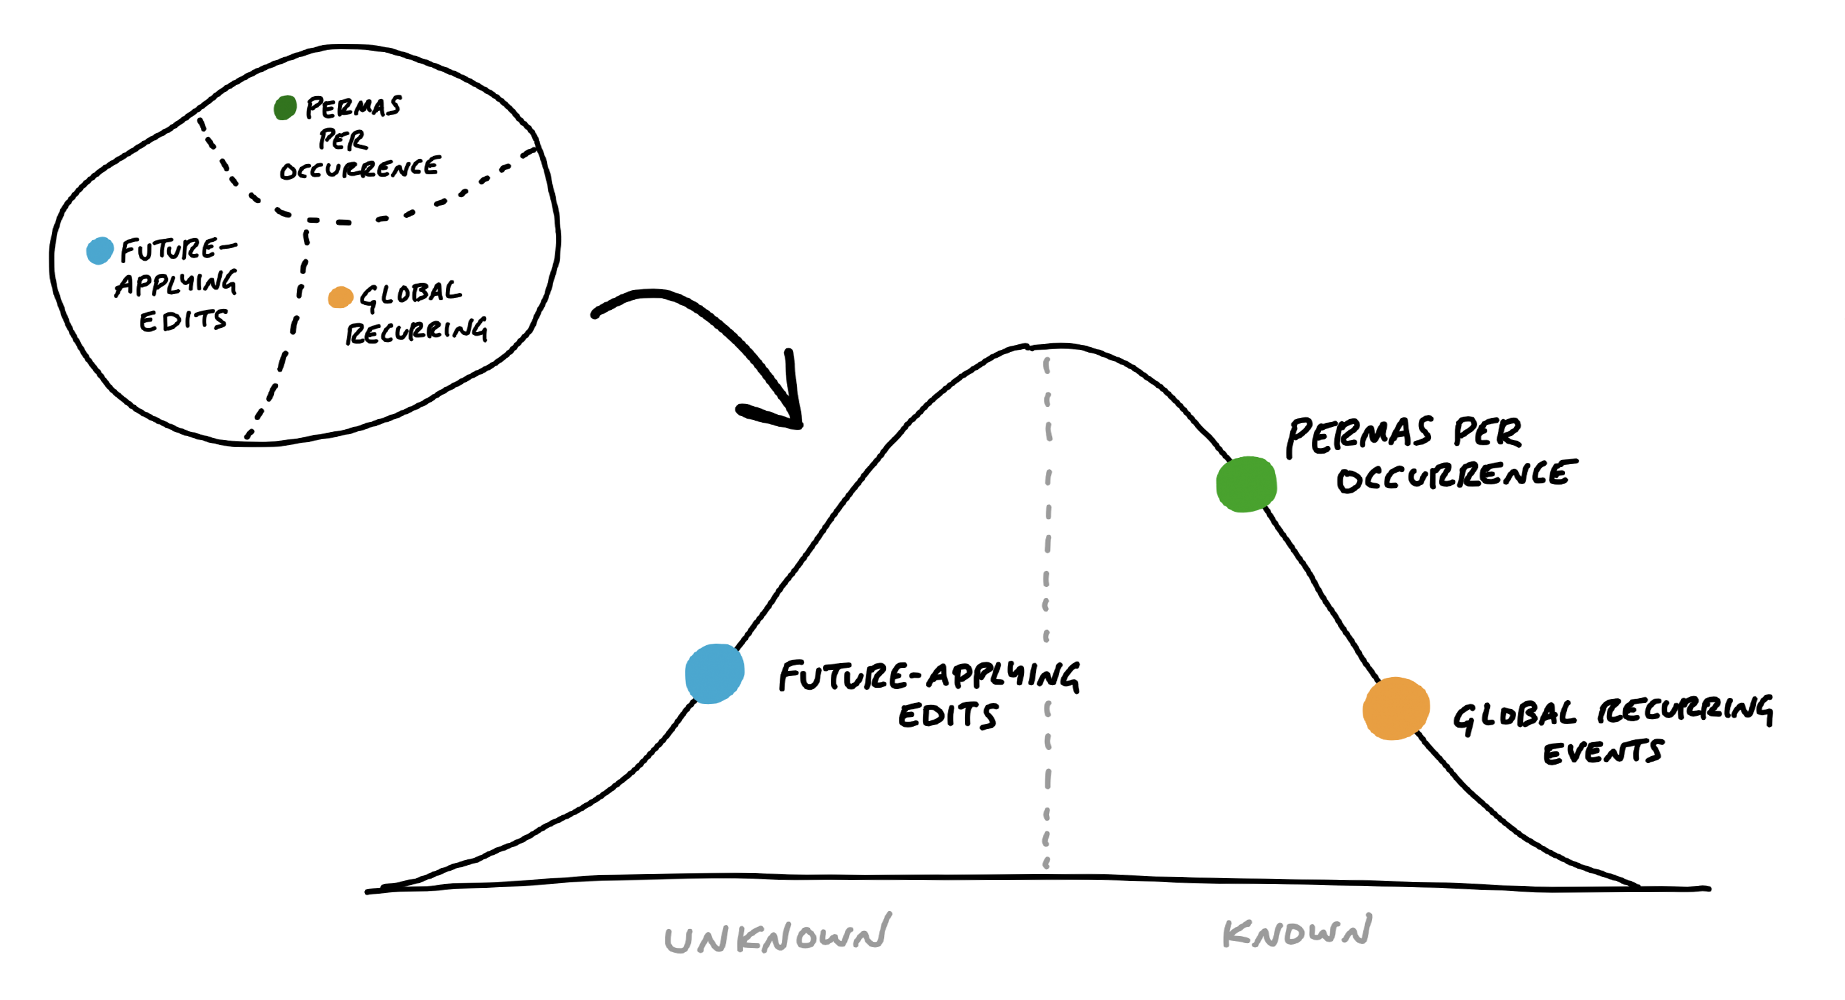 PERMAS
PER
OCCURRENCE
FUTURE-
APPLYING
EDITS
GLOBAL
RECURRING
PERMAS PER
OCCURRENCE
FUTURE-APPLYING
EDITS
GLOBAL RECURRING
EVENTS
UNKNOWN
KNOWN